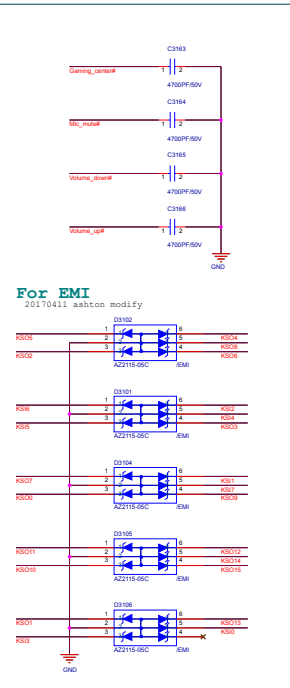 C3163
Gaming_center#
1 2
4700PF/50V
C3164
Mic_mute#
1 2
4700PF/50V
C3165
Volume_down#
1 2
4700PF/50V
C3166
Volume_up#
1 2
4700PF/50V
GND
For EMI
20170411 ashton modify
D3102
1 6
KSO5 2 5 KSO4
3 4 KSO8
KSO2 KSO6
AZ2115-05C /EMI
D3101
1 6
KSI6 2 5 KSI2
3 4 KSI4
KSI5 KSO3
AZ2115-05C /EMI
D3104
1 6
KSO7 2 5 KSI1
3 4 KSI7
KSO0 KSO9
AZ2115-05C /EMI
D3105
1 6
KSO11 2 5 KSO12
3 4 KSO14
KSO10 KSO15
AZ2115-05C /EMI
D3106
1 6
KSO1 2 5 KSO13
3 4 KSI0
KSI3
AZ2115-05C /EMI
GND